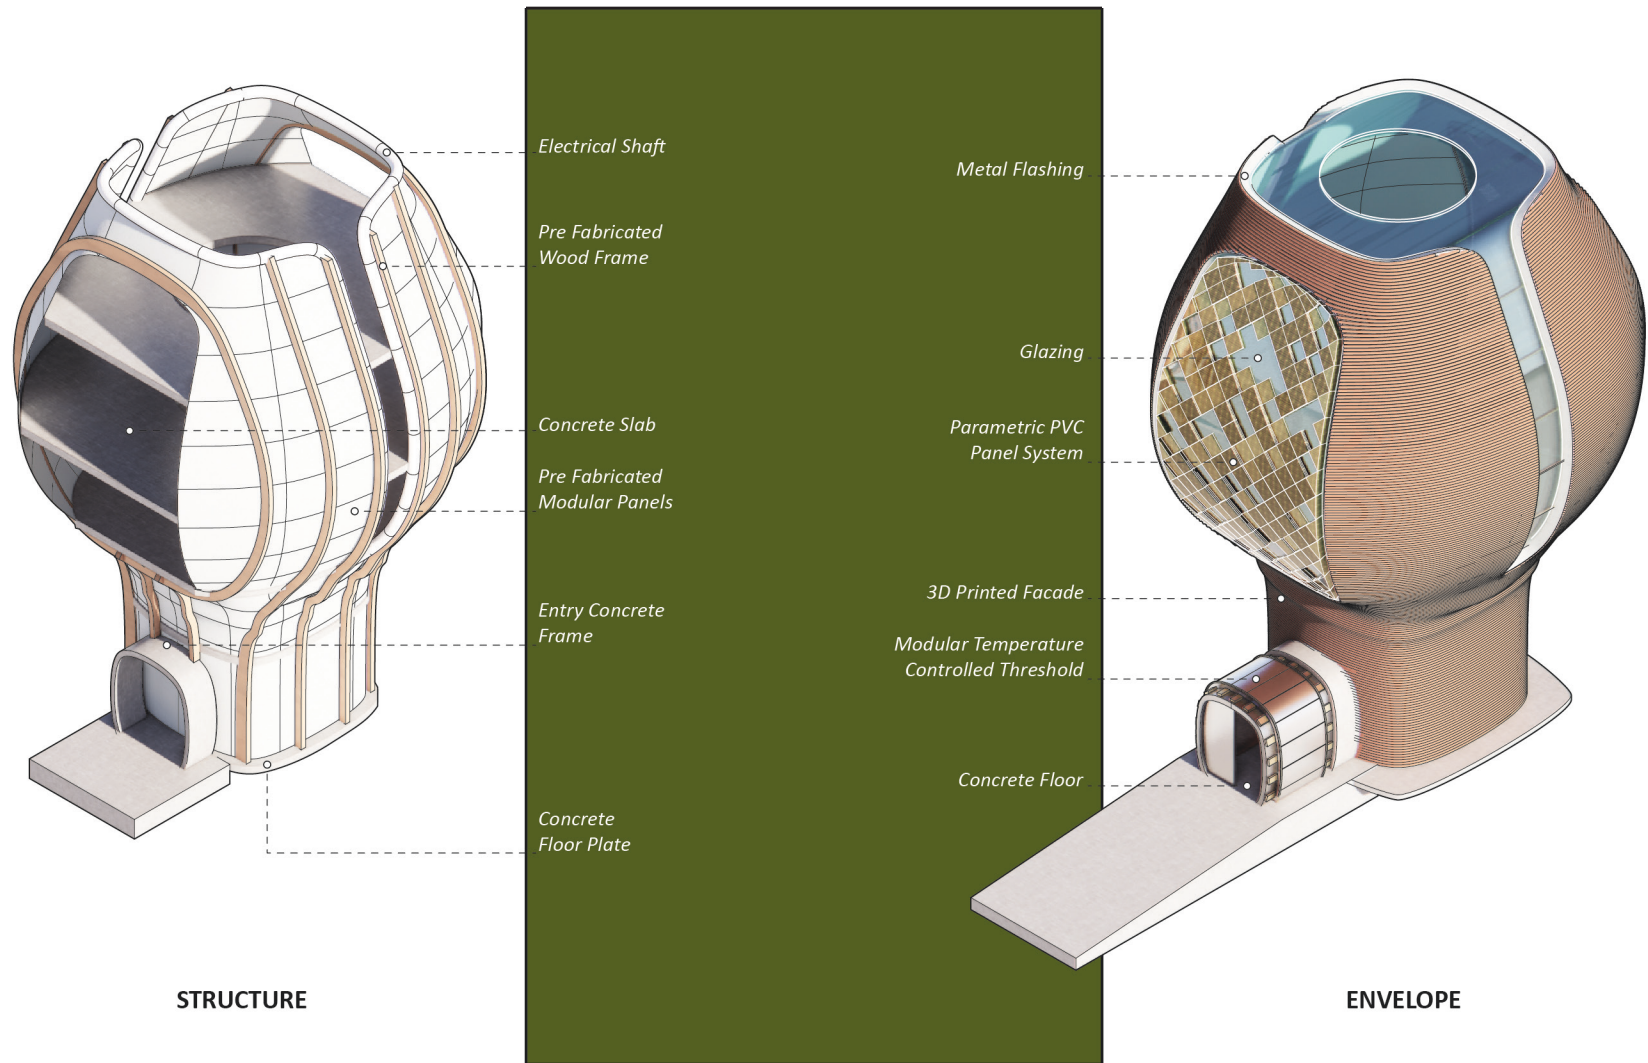 Electrical Shaft
Pre Fabricated
Wood Frame
Concrete Slab
Pre Fabricated
Modular Panels
Entry Concrete
Frame
Concrete
Floor Plate
STRUCTURE
Metal Flashing
Glazing
Parametric PVC
Panel System
3D Printed Facade
Modular Temperature
Controlled Threshold
Concrete Floor
ENVELOPE